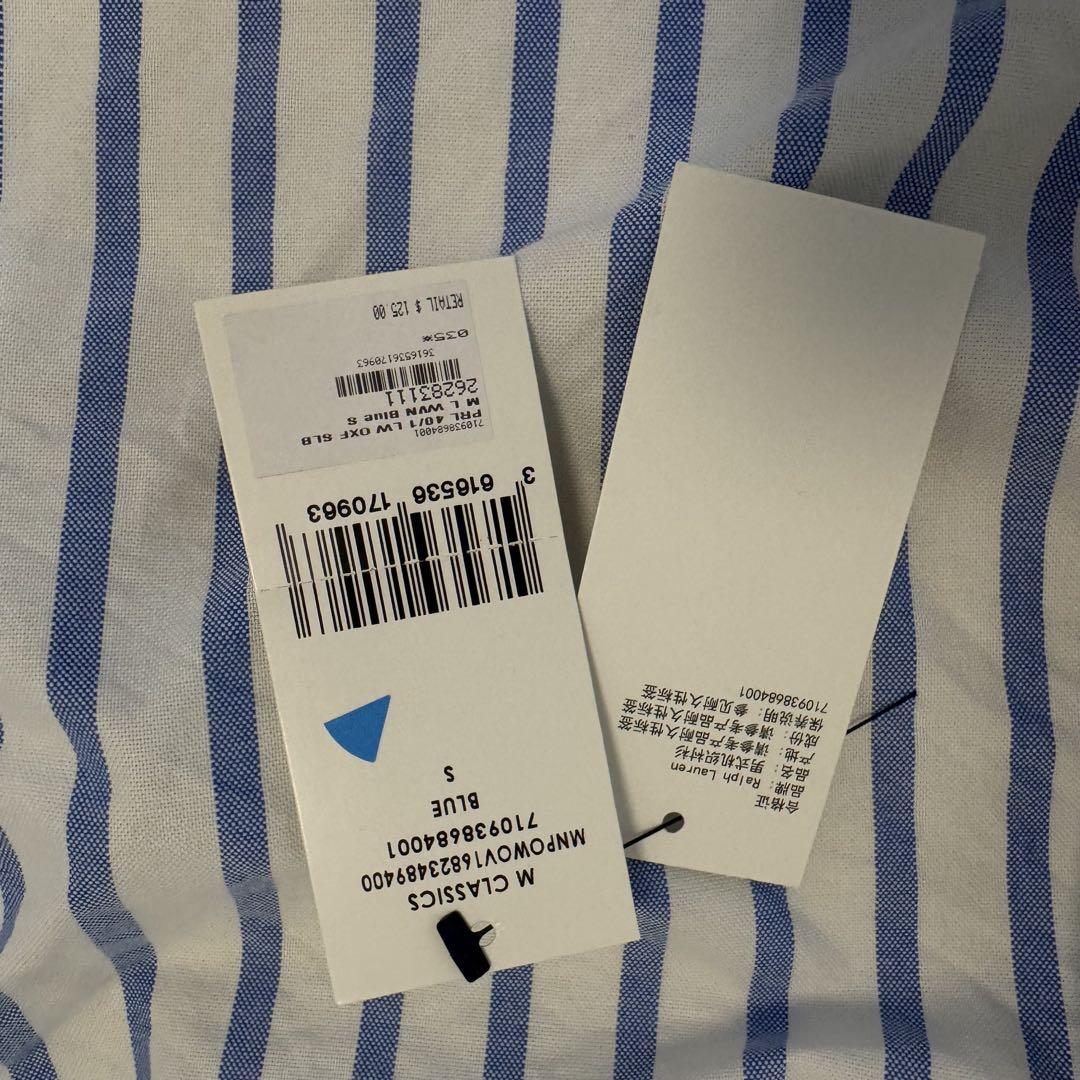 M CLASSICS
MNPOWOV16823489400
710938684001
BLUE
S
3 616536 170963
710938684001
PRL 40/1 LW OXF SLB
M L WVN Blue S
26283111
3616536170963
035*
RETAIL $ 125.00
合格证
品牌: Ralph Lauren
品名: 男式机织衬衫
产地: 请参考产品耐久性标签
成份: 请参考产品耐久性标签
保养说明: 参见耐久性标签
710938684001